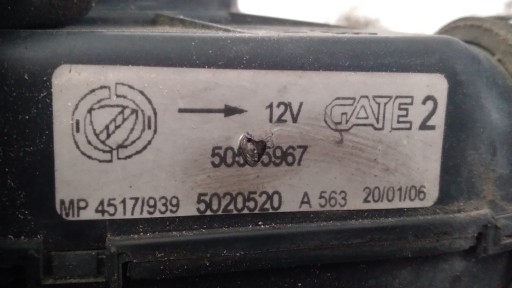 12V GATE 2
MP 4517/939 5020520 A 563 20/01/06